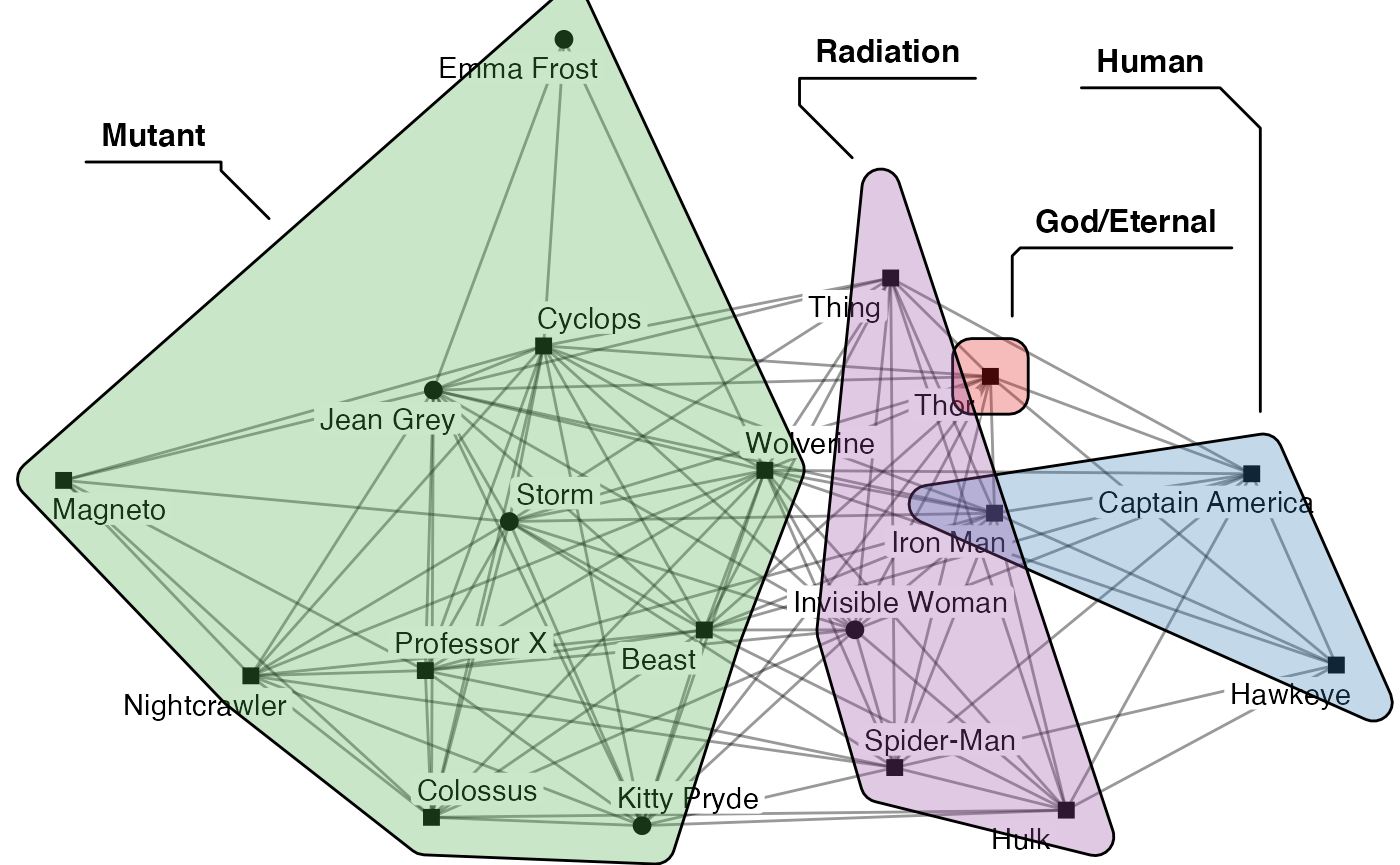 Emma Frost
Radiation
Human
Mutant
God/Eternal
Thing
Cyclops
Thor
Jean Grey
Wolverine
Storm
Captain America
Magneto
Iron Man
Invisible Woman
Professor X
Beast
Nightcrawler
Hawkeye
Spider-Man
Colossus
Kitty Pryde
Hulk